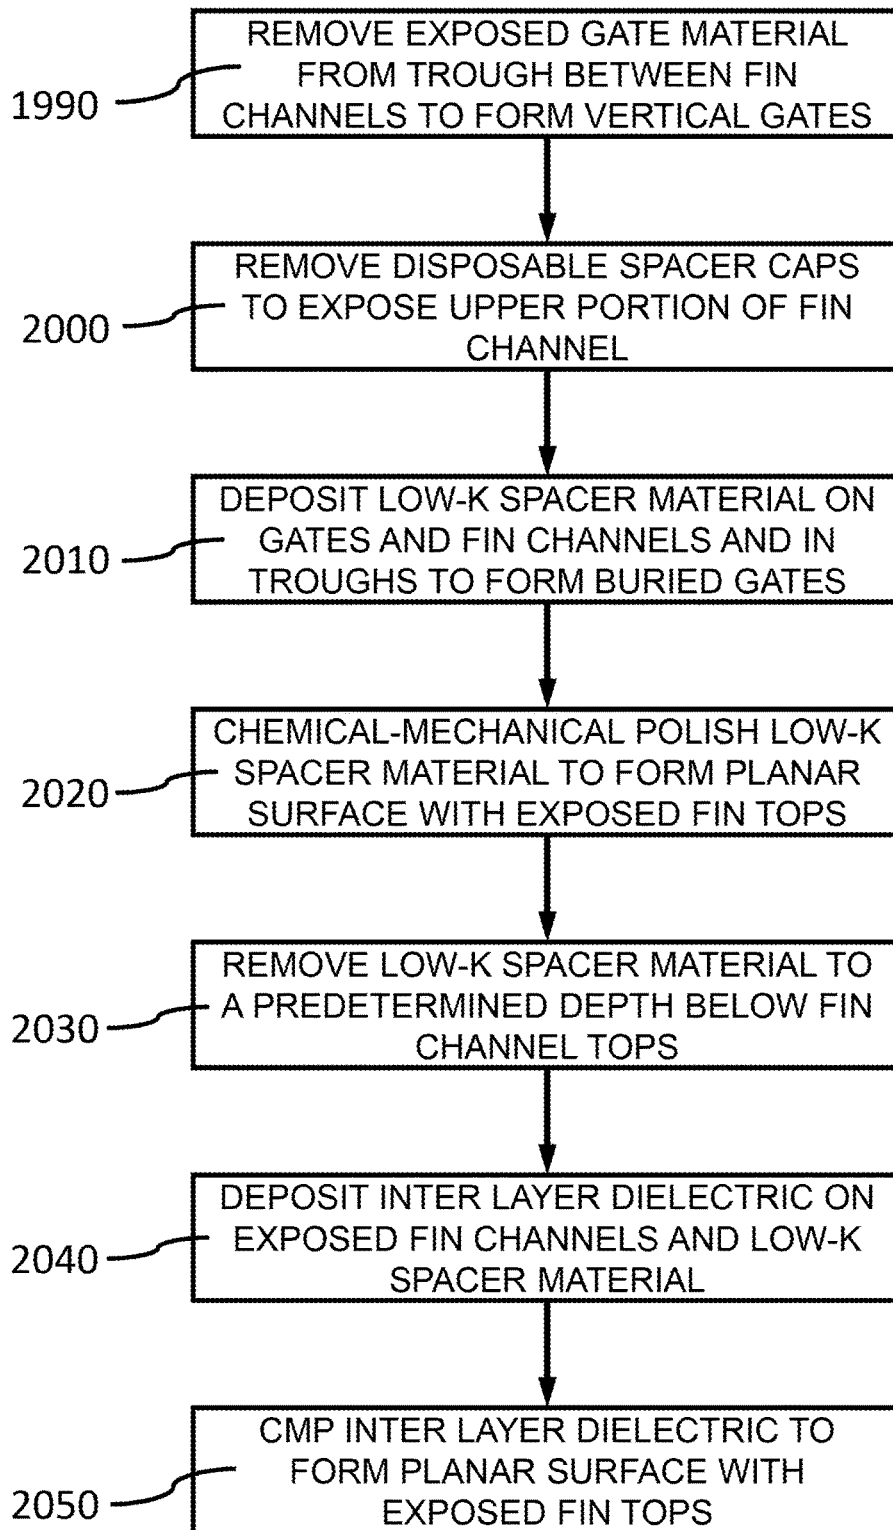 REMOVE EXPOSED GATE MATERIAL
FROM TROUGH BETWEEN FIN
CHANNELS TO FORM VERTICAL GATES
1990
REMOVE DISPOSABLE SPACER CAPS
TO EXPOSE UPPER PORTION OF FIN
CHANNEL
2000
DEPOSIT LOW-K SPACER MATERIAL ON
GATES AND FIN CHANNELS AND IN
TROUGHS TO FORM BURIED GATES
2010
CHEMICAL-MECHANICAL POLISH LOW-K
SPACER MATERIAL TO FORM PLANAR
SURFACE WITH EXPOSED FIN TOPS
2020
REMOVE LOW-K SPACER MATERIAL TO
A PREDETERMINED DEPTH BELOW FIN
CHANNEL TOPS
2030
DEPOSIT INTER LAYER DIELECTRIC ON
EXPOSED FIN CHANNELS AND LOW-K
SPACER MATERIAL
2040
CMP INTER LAYER DIELECTRIC TO
FORM PLANAR SURFACE WITH
EXPOSED FIN TOPS
2050